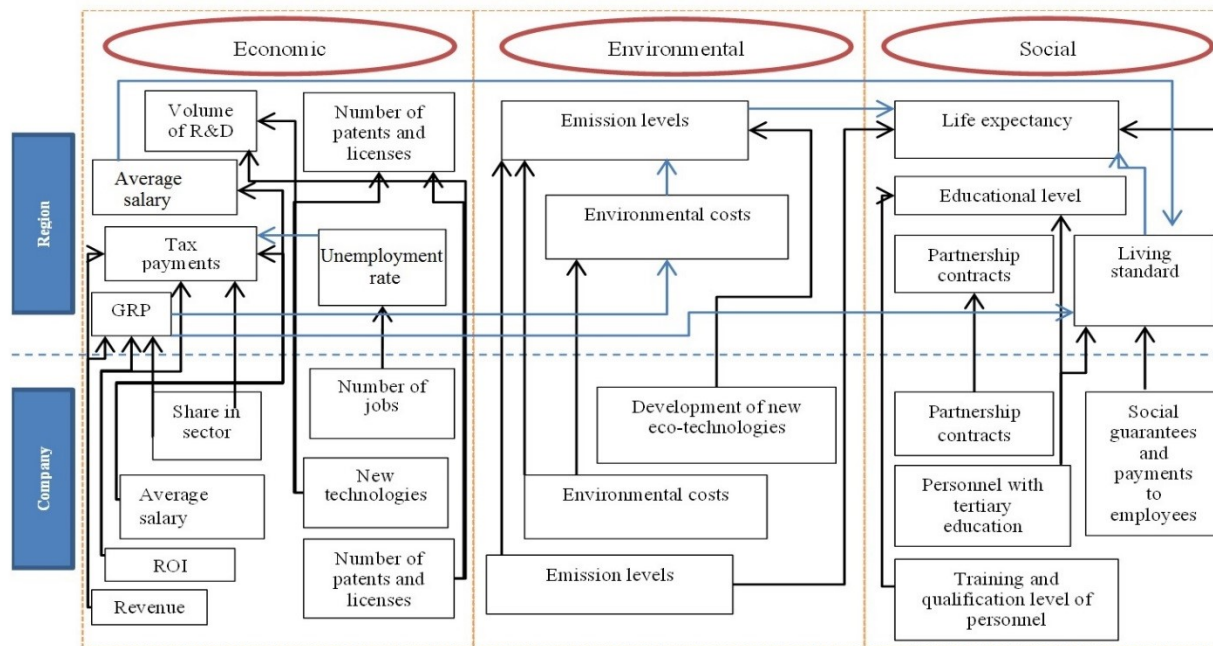 Economic
Environmental
Social
Region
Volume
of R&D
Number of
patents and
licenses
Average
salary
Tax
payments
Unemployment
rate
GRP
Emission levels
Environmental costs
Life expectancy
Educational level
Partnership
contracts
Living
standard
Company
Share in
sector
Number of
jobs
Average
salary
New
technologies
ROI
Number of
patents and
licenses
Revenue
Development of new
eco-technologies
Environmental costs
Emission levels
Partnership
contracts
Social
guarantees
and
payments
to
employees
Personnel with
tertiary
education
Training and
qualification level of
personnel